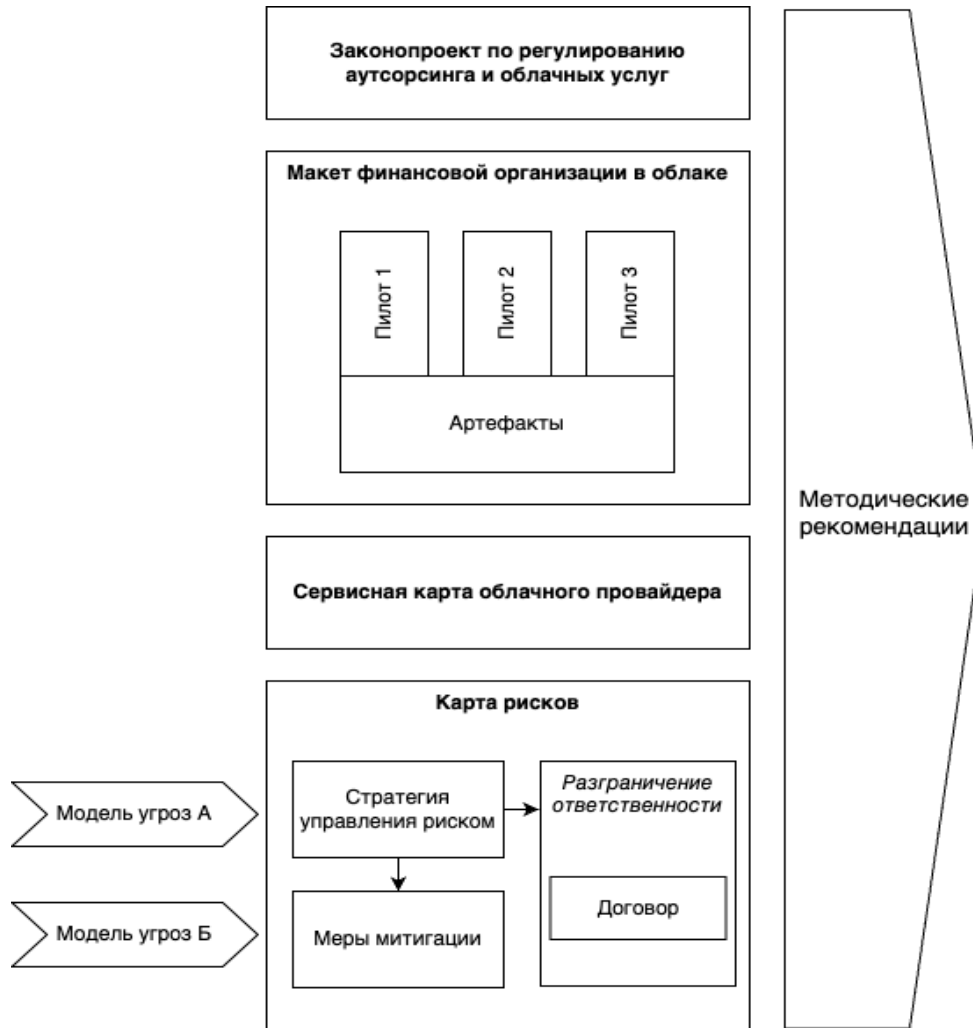 Законопроект по регулированию
аутсорсинга и облачных услуг
Макет финансовой организации в облаке
Пилот 1
Пилот 2
Пилот 3
Артефакты
Сервисная карта облачного провайдера
Карта рисков
Модель угроз А
Модель угроз Б
Стратегия
управления риском
Меры митигации
Разграничение
ответственности
Договор
Методические
рекомендации